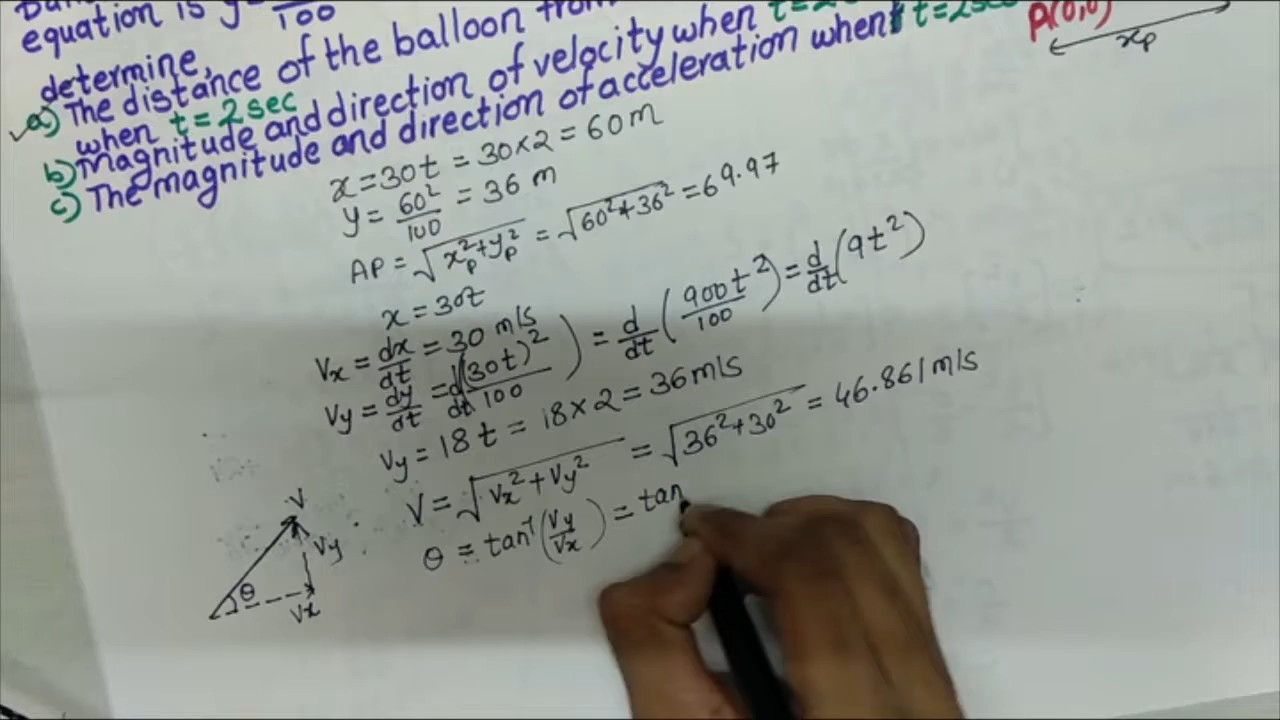 equation is y = /100
determine,
a) The distance of the balloon from
when t = 2 sec
b) magnitude and direction of velocity when t = 2
c) The magnitude and direction of acceleration when t = 2 sec
A(0,0)
xp
x = 30t = 30 × 2 = 60 m
y = 60²/100 = 36 m
AP = √(xp² + yp²) = √(60² + 36²) = 69.97
x = 30t
Vx = dx/dt = 30 m/s
Vy = dy/dt = d/dt((30t)²/100) = d/dt(900t²/100) = d/dt(9t²)
Vy = 18t = 18 × 2 = 36 m/s
V = √(Vx² + Vy²) = √(36² + 30²) = 46.861 m/s
θ = tan⁻¹(Vy/Vx) = tan
V
Vy
θ
Vx